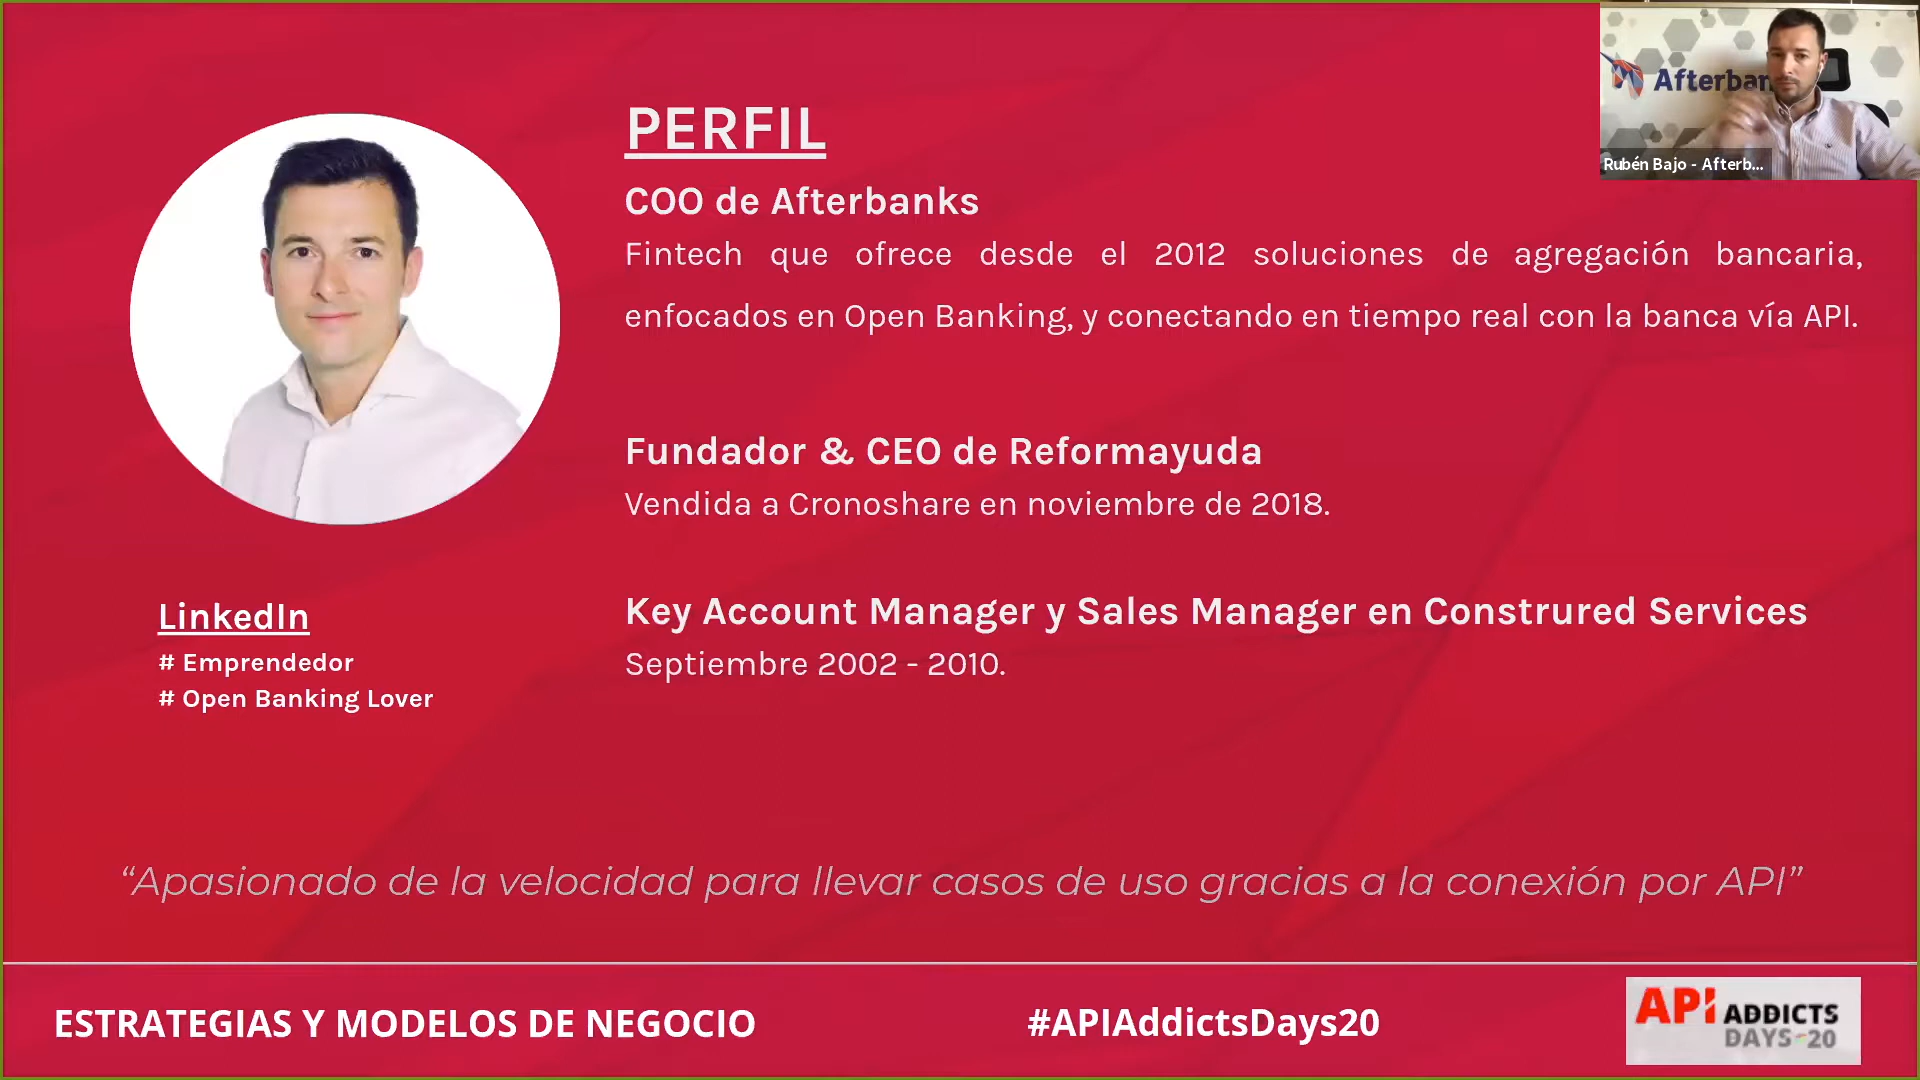 PERFIL
COO de Afterbanks
Fintech que ofrece desde el 2012 soluciones de agregación bancaria,
enfocados en Open Banking, y conectando en tiempo real con la banca vía API.
Fundador & CEO de Reformayuda
Vendida a Cronoshare en noviembre de 2018.
Key Account Manager y Sales Manager en Construred Services
Septiembre 2002 - 2010.
LinkedIn
# Emprendedor
# Open Banking Lover
“Apasionado de la velocidad para llevar casos de uso gracias a la conexión por API”
ESTRATEGIAS Y MODELOS DE NEGOCIO
#APIAddictsDays20
API ADDICTS
DAYS-20
Afterban
Rubén Bajo - Afterb...